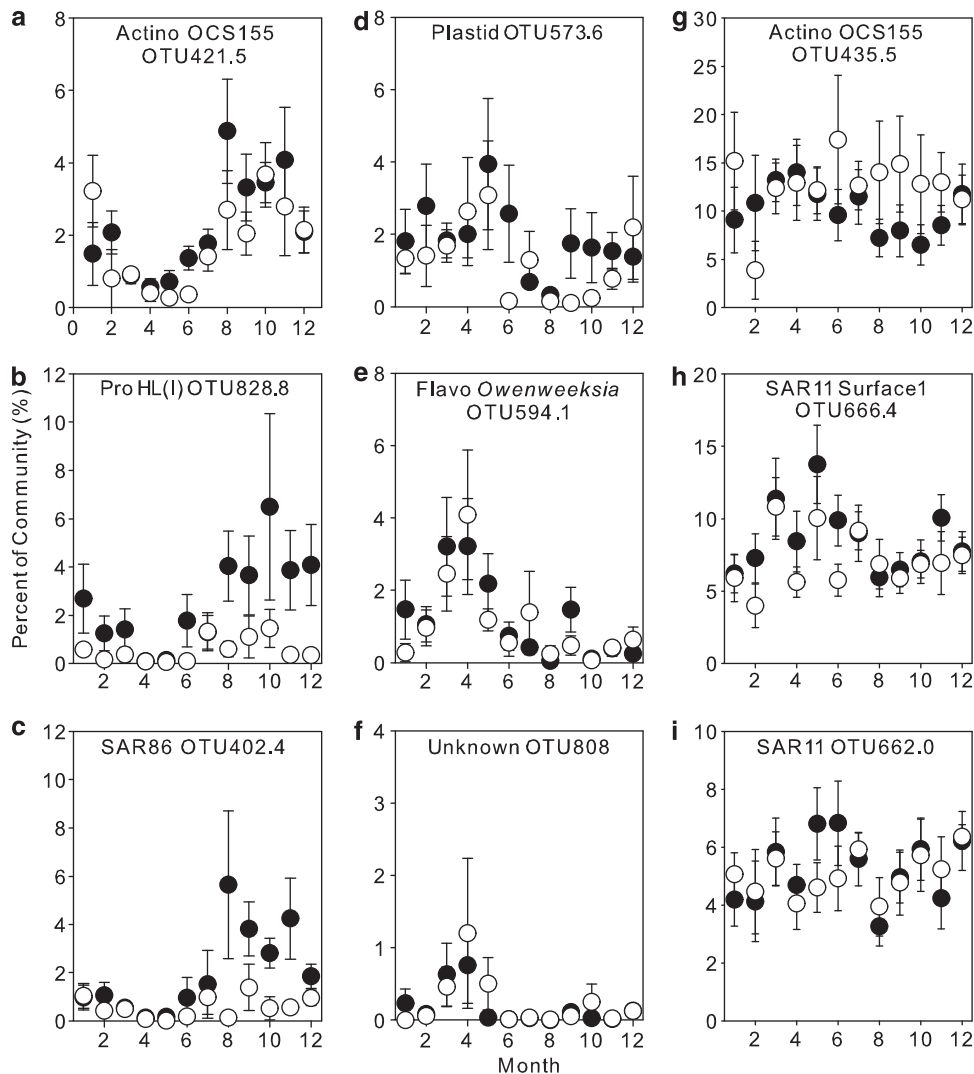 a
Actino OCS155
OTU421.5
8
6
4
2
0
0 2 4 6 8 10 12
d
Plastid OTU573.6
8
6
4
2
0
2 4 6 8 10 12
g
Actino OCS155
OTU435.5
30
25
20
15
10
5
0
2 4 6 8 10 12
Percent of Community (%)
b
Pro HL(I) OTU828.8
12
10
8
6
4
2
0
2 4 6 8 10 12
e
Flavo Owenweeksia
OTU594.1
8
6
4
2
0
2 4 6 8 10 12
h
SAR11 Surface1
OTU666.4
20
15
10
5
0
2 4 6 8 10 12
c
SAR86 OTU402.4
12
10
8
6
4
2
0
2 4 6 8 10 12
f
Unknown OTU808
4
3
2
1
0
2 4 6 8 10 12
Month
i
SAR11 OTU662.0
10
8
6
4
2
0
2 4 6 8 10 12